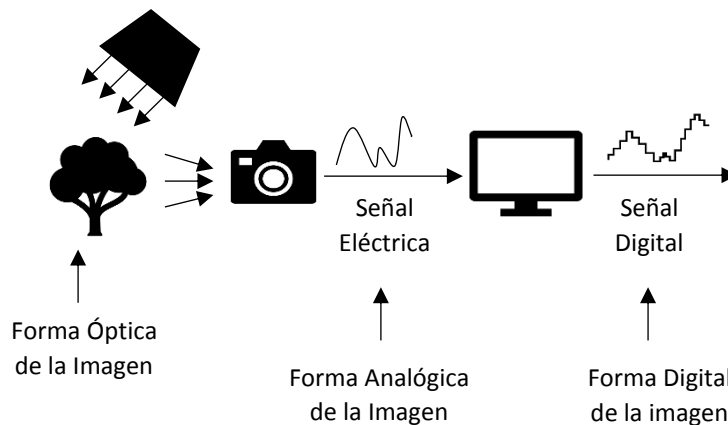 Señal
Eléctrica
Señal
Digital
Forma Óptica
de la Imagen
Forma Analógica
de la Imagen
Forma Digital
de la imagen